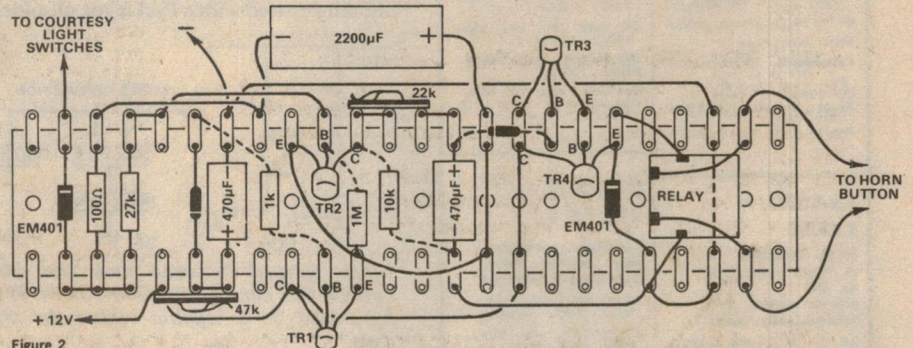 TO COURTESY
LIGHT
SWITCHES
−
− 2200µF +
TR3
22k
C B E
E B C
C
B
E
EM401
100Ω
27k
470µF
+
1k
TR2
1M
10k
470µF +
TR4
EM401
RELAY
TO HORN
BUTTON
C B E
47k
+ 12V
TR1
Figure 2